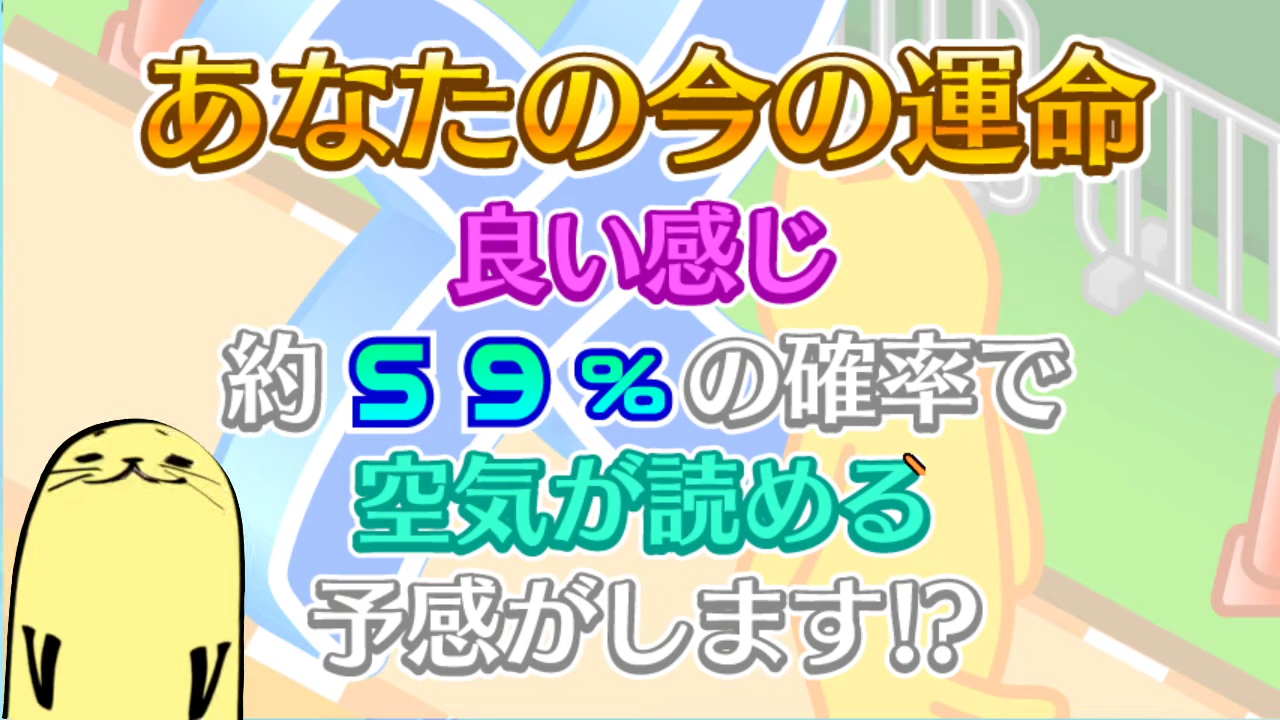 あなたの今の運命
良い感じ
約59%の確率で
空気が読める
予感がします!?